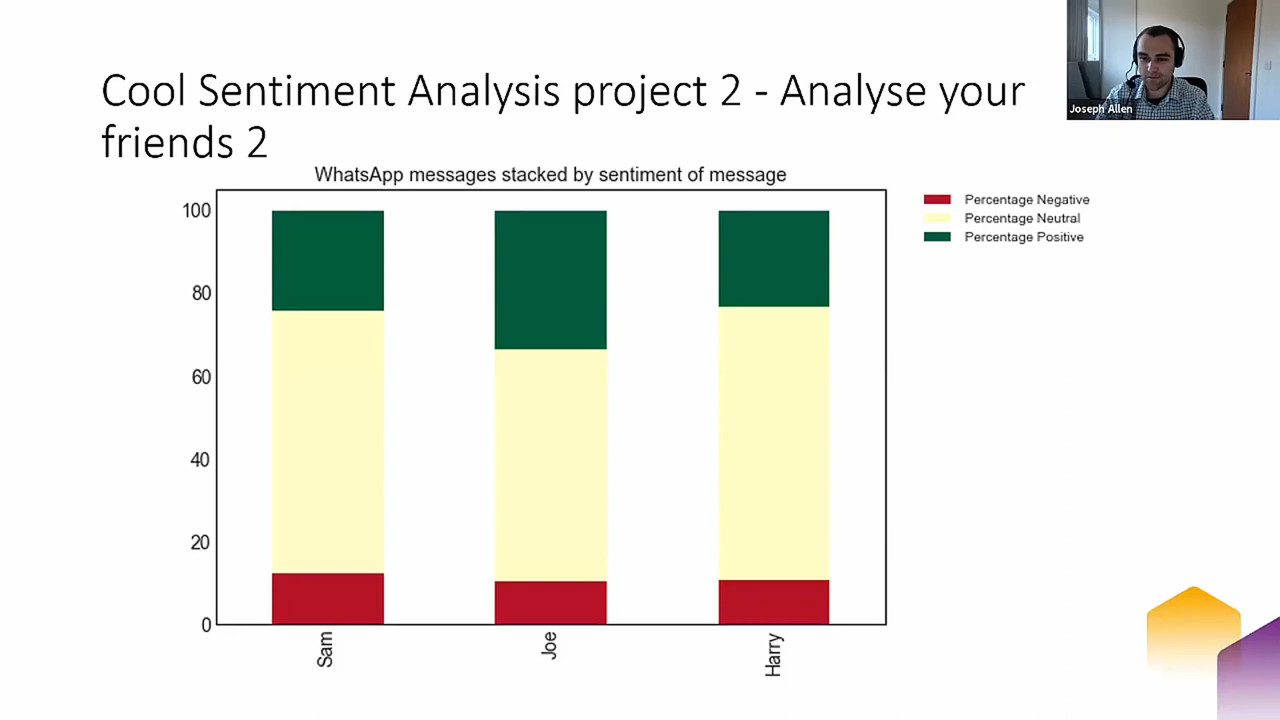 Cool Sentiment Analysis project 2 - Analyse your
friends 2
Joseph Allen
WhatsApp messages stacked by sentiment of message
Percentage Negative
Percentage Neutral
Percentage Positive
100
80
60
40
20
0
Sam
Joe
Harry